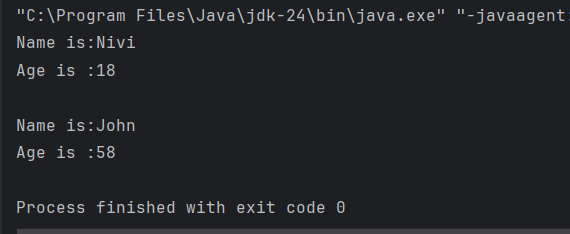 "C:\Program Files\Java\jdk-24\bin\java.exe" "-javaagent:
Name is:Nivi
Age is :18
Name is:John
Age is :58
Process finished with exit code 0